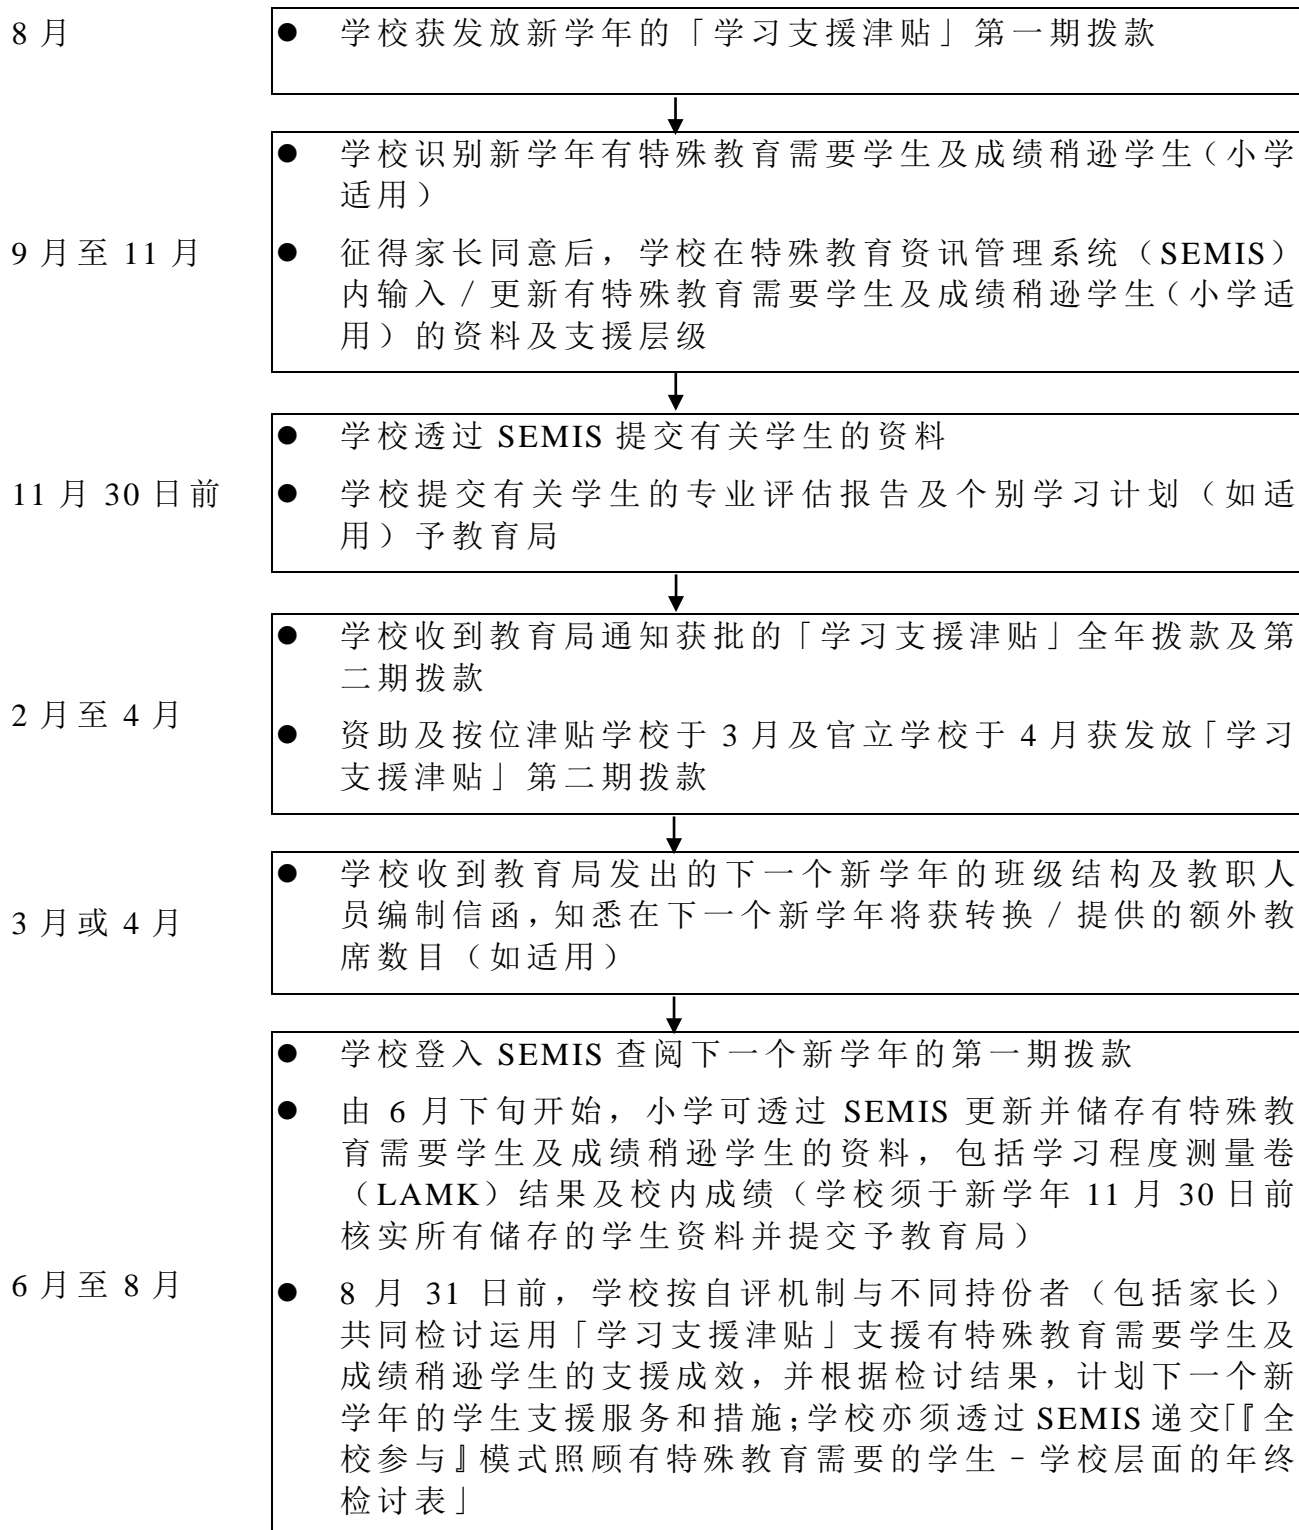 8 月
● 学校获发放新学年的「学习支援津贴」第一期拨款
● 学校识别新学年有特殊教育需要学生及成绩稍逊学生（小学
适用）
9 月至 11 月
● 征得家长同意后，学校在特殊教育资讯管理系统（SEMIS）
内输入／更新有特殊教育需要学生及成绩稍逊学生（小学适
用）的资料及支援层级
● 学校透过 SEMIS 提交有关学生的资料
11 月 30 日前
● 学校提交有关学生的专业评估报告及个别学习计划（如适
用）予教育局
● 学校收到教育局通知获批的「学习支援津贴」全年拨款及第
二期拨款
2 月至 4 月
● 资助及按位津贴学校于 3 月及官立学校于 4 月获发放「学习
支援津贴」第二期拨款
● 学校收到教育局发出的下一个新学年的班级结构及教职人
3 月或 4 月
员编制信函，知悉在下一个新学年将获转换／提供的额外教
席数目（如适用）
● 学校登入 SEMIS 查阅下一个新学年的第一期拨款
● 由 6 月下旬开始，小学可透过 SEMIS 更新并储存有特殊教
育需要学生及成绩稍逊学生的资料，包括学习程度测量卷
（LAMK）结果及校内成绩（学校须于新学年 11 月 30 日前
核实所有储存的学生资料并提交予教育局）
6 月至 8 月
● 8 月 31 日前，学校按自评机制与不同持份者（包括家长）
共同检讨运用「学习支援津贴」支援有特殊教育需要学生及
成绩稍逊学生的支援成效，并根据检讨结果，计划下一个新
学年的学生支援服务和措施；学校亦须透过 SEMIS 递交「『全
校参与』模式照顾有特殊教育需要的学生﹣学校层面的年终
检讨表」